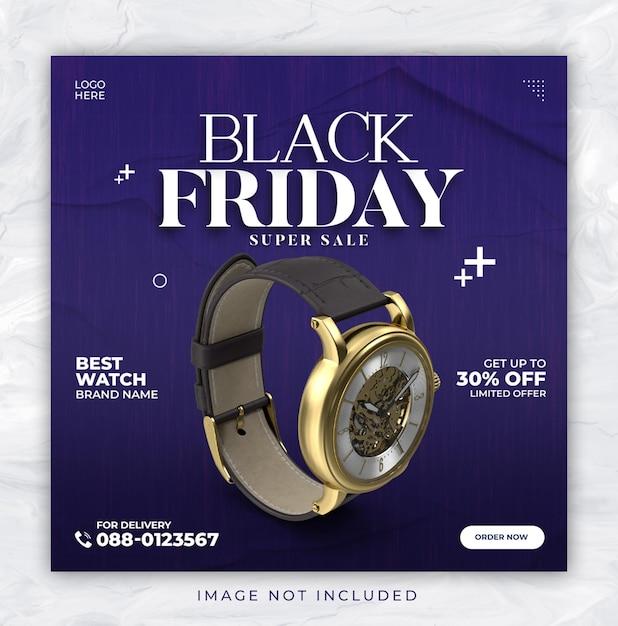 LOGO
HERE
BLACK
FRIDAY
SUPER SALE
BEST
WATCH
BRAND NAME
GET UP TO
30% OFF
LIMITED OFFER
6
FOR DELIVERY
088-0123567
ORDER NOW
IMAGE NOT INCLUDED